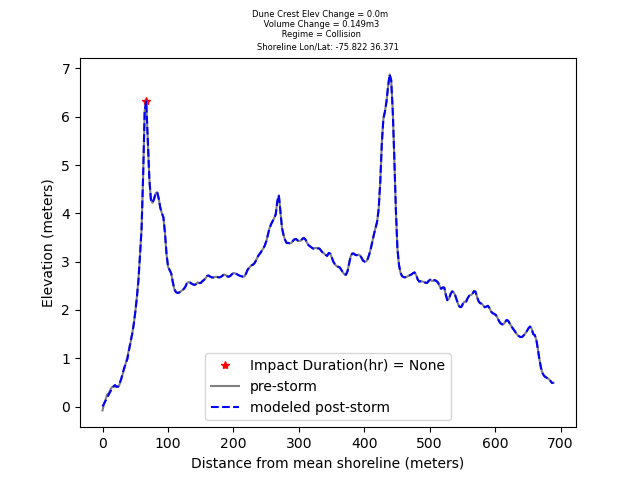 Dune Crest Elev Change = 0.0m
Volume Change = 0.149m3
Regime = Collision
Shoreline Lon/Lat: -75.822 36.371
7
6
5
4
3
2
1
0
Elevation (meters)
Impact Duration(hr) = None
pre-storm
modeled post-storm
0 100 200 300 400 500 600 700
Distance from mean shoreline (meters)